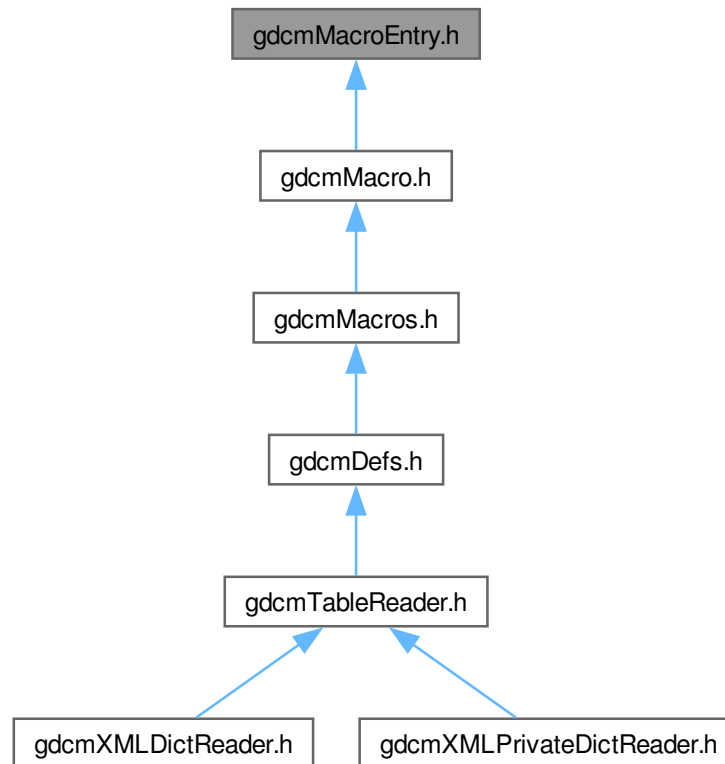 gdcmMacroEntry.h
gdcmMacro.h
gdcmMacros.h
gdcmDefs.h
gdcmTableReader.h
gdcmXMLDictReader.h
gdcmXMLPrivateDictReader.h